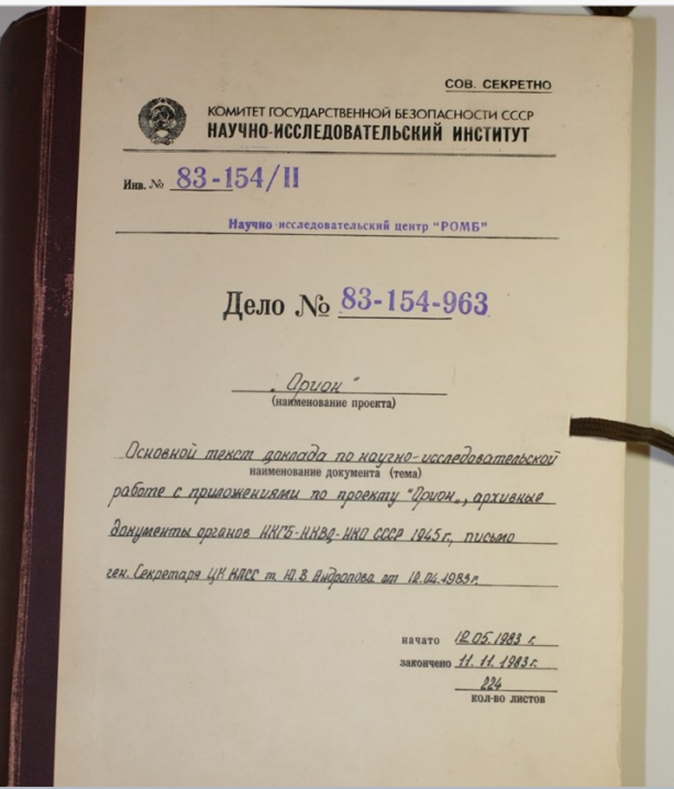 СОВ. СЕКРЕТНО
КОМИТЕТ ГОСУДАРСТВЕННОЙ БЕЗОПАСНОСТИ СССР
НАУЧНО-ИССЛЕДОВАТЕЛЬСКИЙ ИНСТИТУТ
Инв. № 83-154/II
Научно-исследовательский центр "РОМБ"
Дело № 83-154-963
„Орион"
(наименование проекта)
Основной текст доклада по научно-исследовательской
наименование документа (тема)
работе с приложениями по проекту "Орион„, архивные
документы органов НКГБ-НКВД-НКО СССР 1945 г., письмо
ген. Секретаря ЦК КПСС т. Ю.В. Андропова от 12.04.1983г.
начато 12.05.1983 г.
закончено 11.11.1983г.
224
кол-во листов